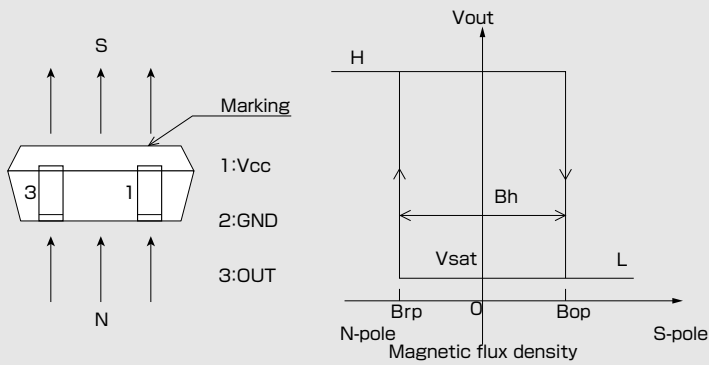 S
Marking
3
1
1:Vcc
2:GND
3:OUT
N
Vout
H
Bh
Vsat
L
Brp
0
Bop
N-pole
S-pole
Magnetic flux density